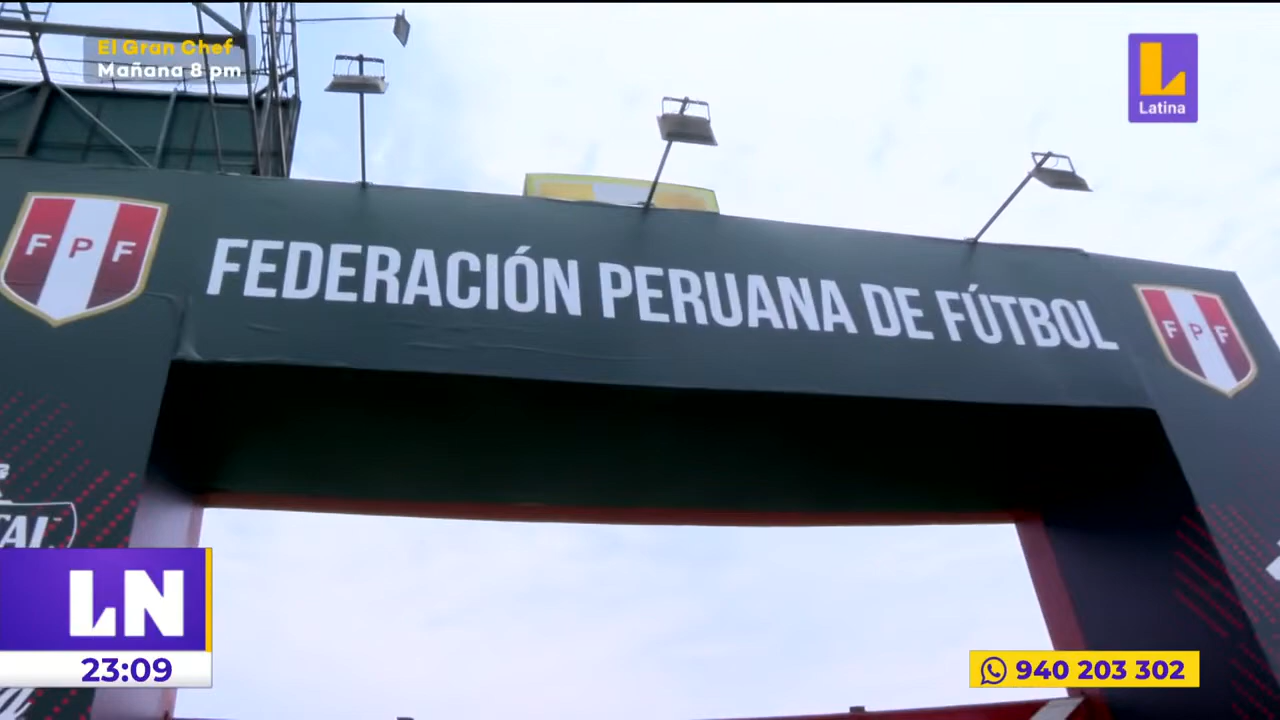 El Gran Chef
Mañana 8 pm
L
Latina
FPF
FEDERACIÓN PERUANA DE FÚTBOL
FPF
LN
23:09
940 203 302